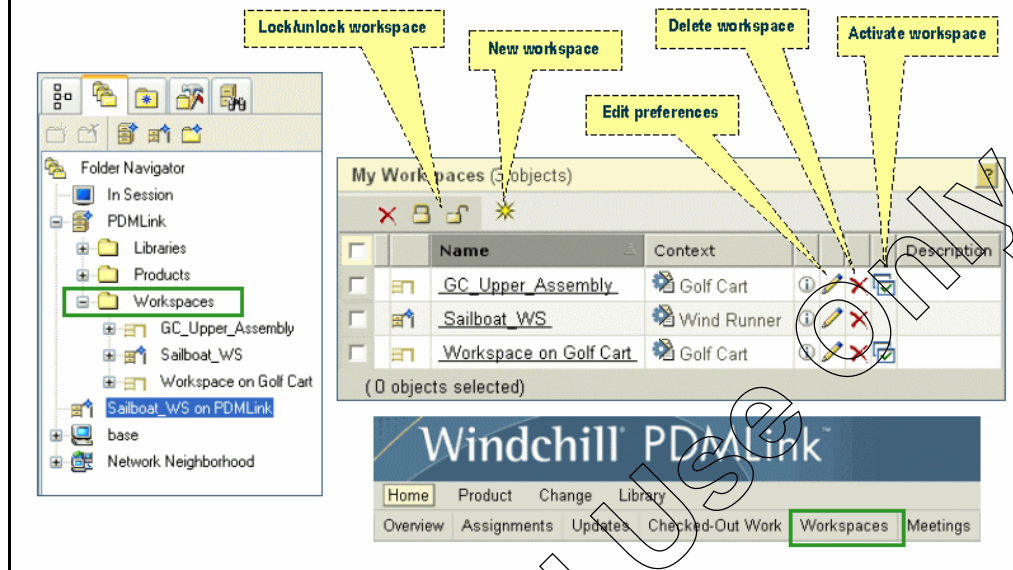 Lock/unlock workspace
New workspace
Delete workspace
Activate workspace
Edit preferences
Folder Navigator
In Session
PDMLink
Libraries
Products
Workspaces
GC_Upper_Assembly
Sailboat_WS
Workspace on Golf Cart
Sailboat_WS on PDMLink
base
Network Neighborhood
My Workspaces (3 objects)
Name Context Description
GC_Upper_Assembly Golf Cart
Sailboat_WS Wind Runner
Workspace on Golf Cart Golf Cart
( 0 objects selected)
Windchill PDMLink
Home Product Change Library
Overview Assignments Updates Checked-Out Work Workspaces Meetings
Use Only